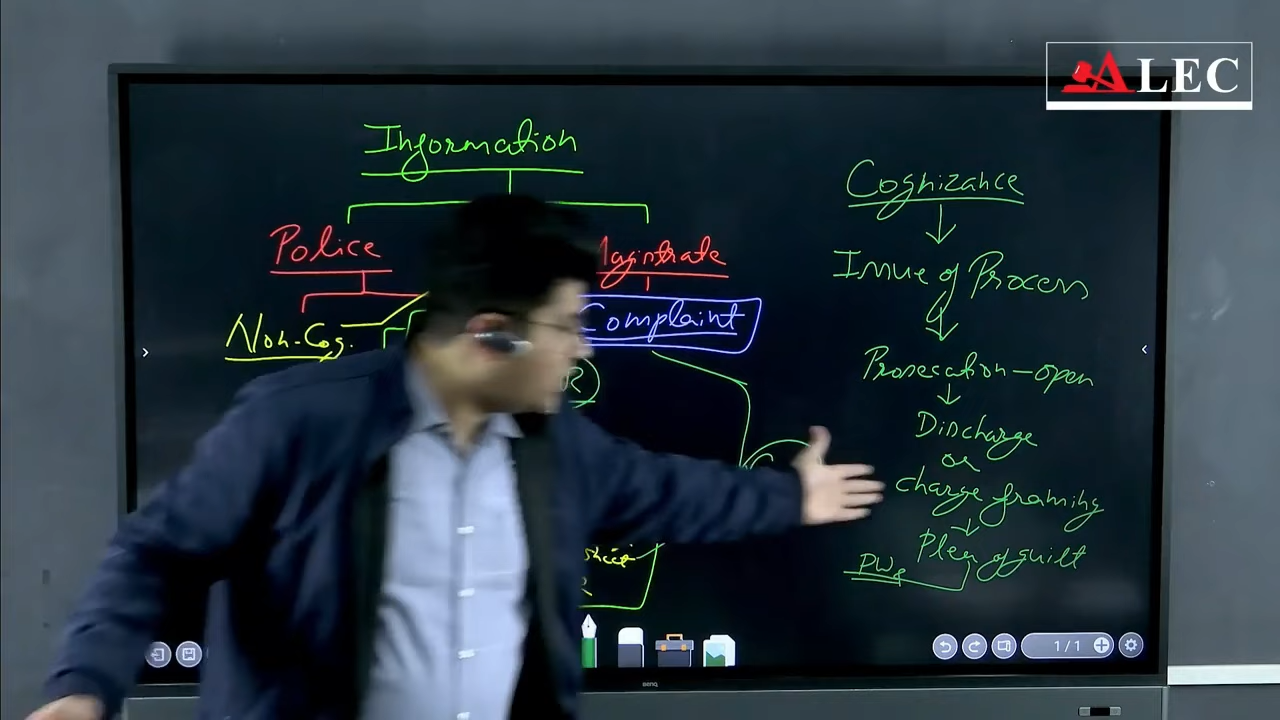 ALEC
Information
Police
Magistrate
Non-Cog.
Complaint
Cognizance
Issue of Process
Prosecution - open
Discharge
or
charge framing
Plea of guilt
PWs
1/1
BenQ